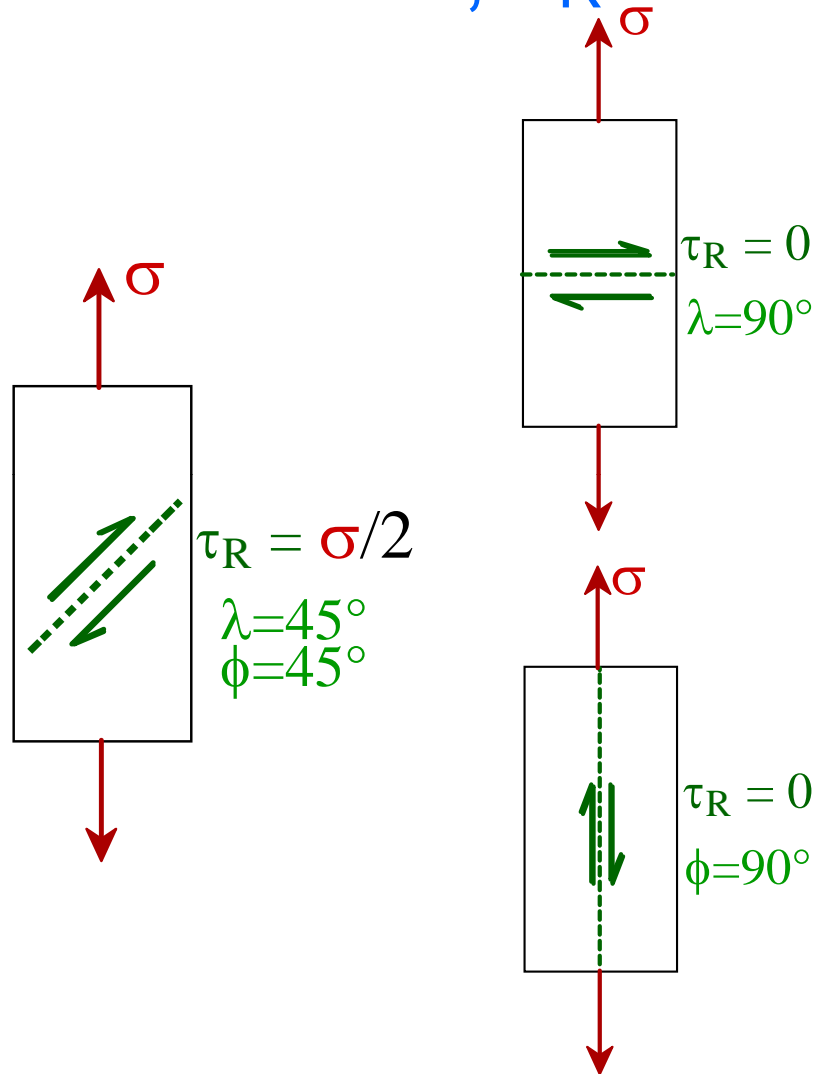 σ
τR = 0
λ=90°
σ
τR = σ/2
λ=45°
ϕ=45°
σ
τR = 0
ϕ=90°